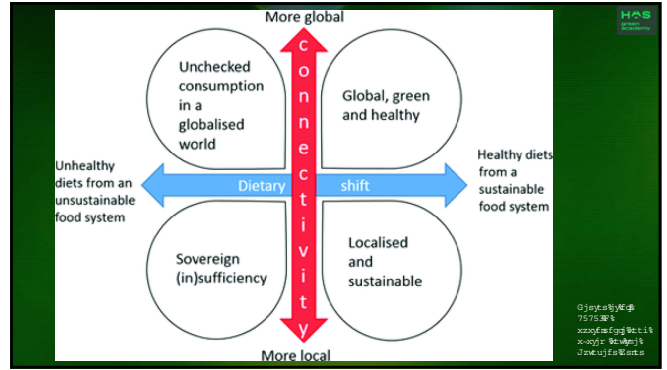 More global
HAS
green
academy
Unchecked
consumption
in a
globalised
world
Global, green
and healthy
connectivity
Unhealthy
diets from an
unsustainable
food system
Dietary shift
Healthy diets
from a
sustainable
food system
Sovereign
(in)sufficiency
Localised
and
sustainable
More local